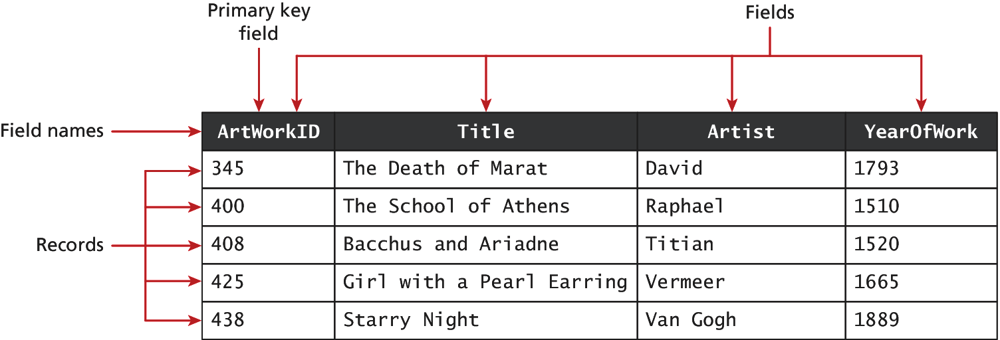 Primary key
field
Fields
Field names
ArtWorkID Title Artist YearOfWork
345 The Death of Marat David 1793
400 The School of Athens Raphael 1510
Records
408 Bacchus and Ariadne Titian 1520
425 Girl with a Pearl Earring Vermeer 1665
438 Starry Night Van Gogh 1889